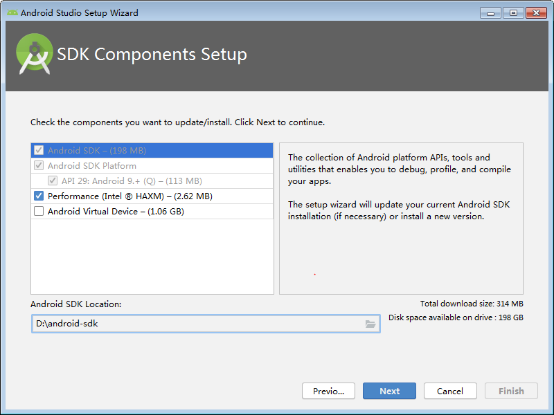 Android Studio Setup Wizard
SDK Components Setup
Check the components you want to update/install. Click Next to continue.
Android SDK – (198 MB)
Android SDK Platform
API 29: Android 9.+ (Q) – (113 MB)
Performance (Intel ® HAXM) – (2.62 MB)
Android Virtual Device – (1.06 GB)
The collection of Android platform APIs, tools and
utilities that enables you to debug, profile, and compile
your apps.
The setup wizard will update your current Android SDK
installation (if necessary) or install a new version.
Android SDK Location:
D:\android-sdk
Total download size: 314 MB
Disk space available on drive : 198 GB
Previo...
Next
Cancel
Finish